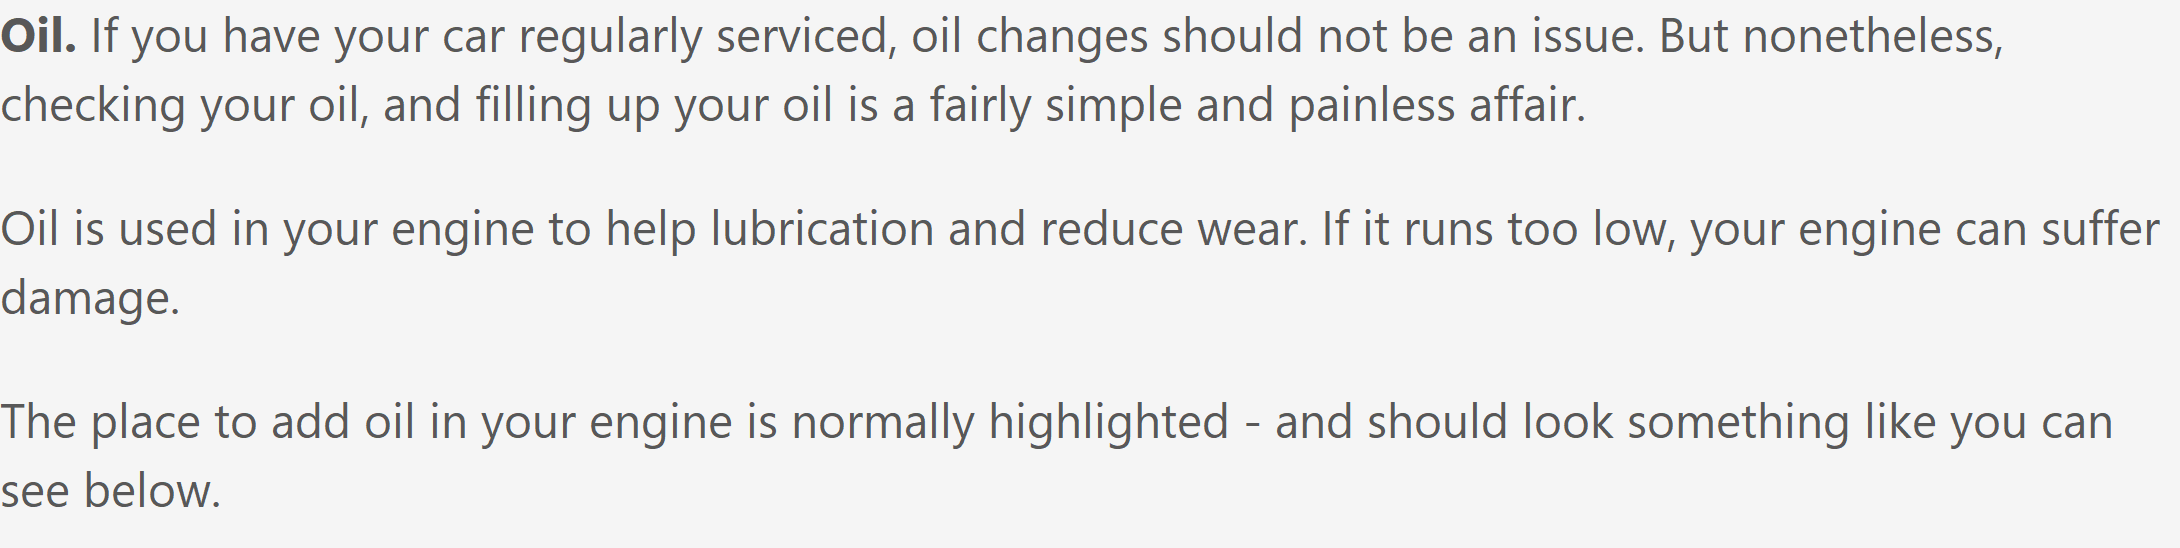 Oil. If you have your car regularly serviced, oil changes should not be an issue. But nonetheless,
checking your oil, and filling up your oil is a fairly simple and painless affair.
Oil is used in your engine to help lubrication and reduce wear. If it runs too low, your engine can suffer
damage.
The place to add oil in your engine is normally highlighted - and should look something like you can
see below.